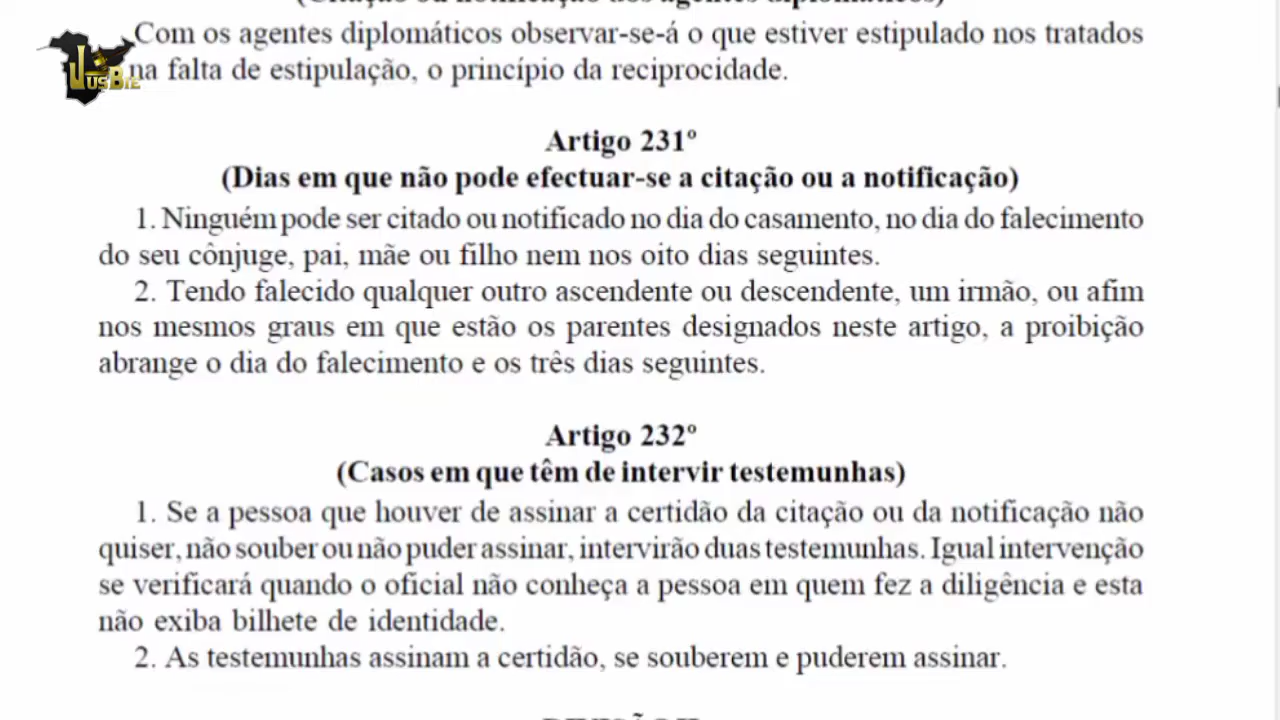 (Citação ou notificação dos agentes diplomáticos)
Com os agentes diplomáticos observar-se-á o que estiver estipulado nos tratados
na falta de estipulação, o princípio da reciprocidade.
JusBie
Artigo 231º
(Dias em que não pode efectuar-se a citação ou a notificação)
1. Ninguém pode ser citado ou notificado no dia do casamento, no dia do falecimento
do seu cônjuge, pai, mãe ou filho nem nos oito dias seguintes.
2. Tendo falecido qualquer outro ascendente ou descendente, um irmão, ou afim
nos mesmos graus em que estão os parentes designados neste artigo, a proibição
abrange o dia do falecimento e os três dias seguintes.
Artigo 232º
(Casos em que têm de intervir testemunhas)
1. Se a pessoa que houver de assinar a certidão da citação ou da notificação não
quiser, não souber ou não puder assinar, intervirão duas testemunhas. Igual intervenção
se verificará quando o oficial não conheça a pessoa em quem fez a diligência e esta
não exiba bilhete de identidade.
2. As testemunhas assinam a certidão, se souberem e puderem assinar.